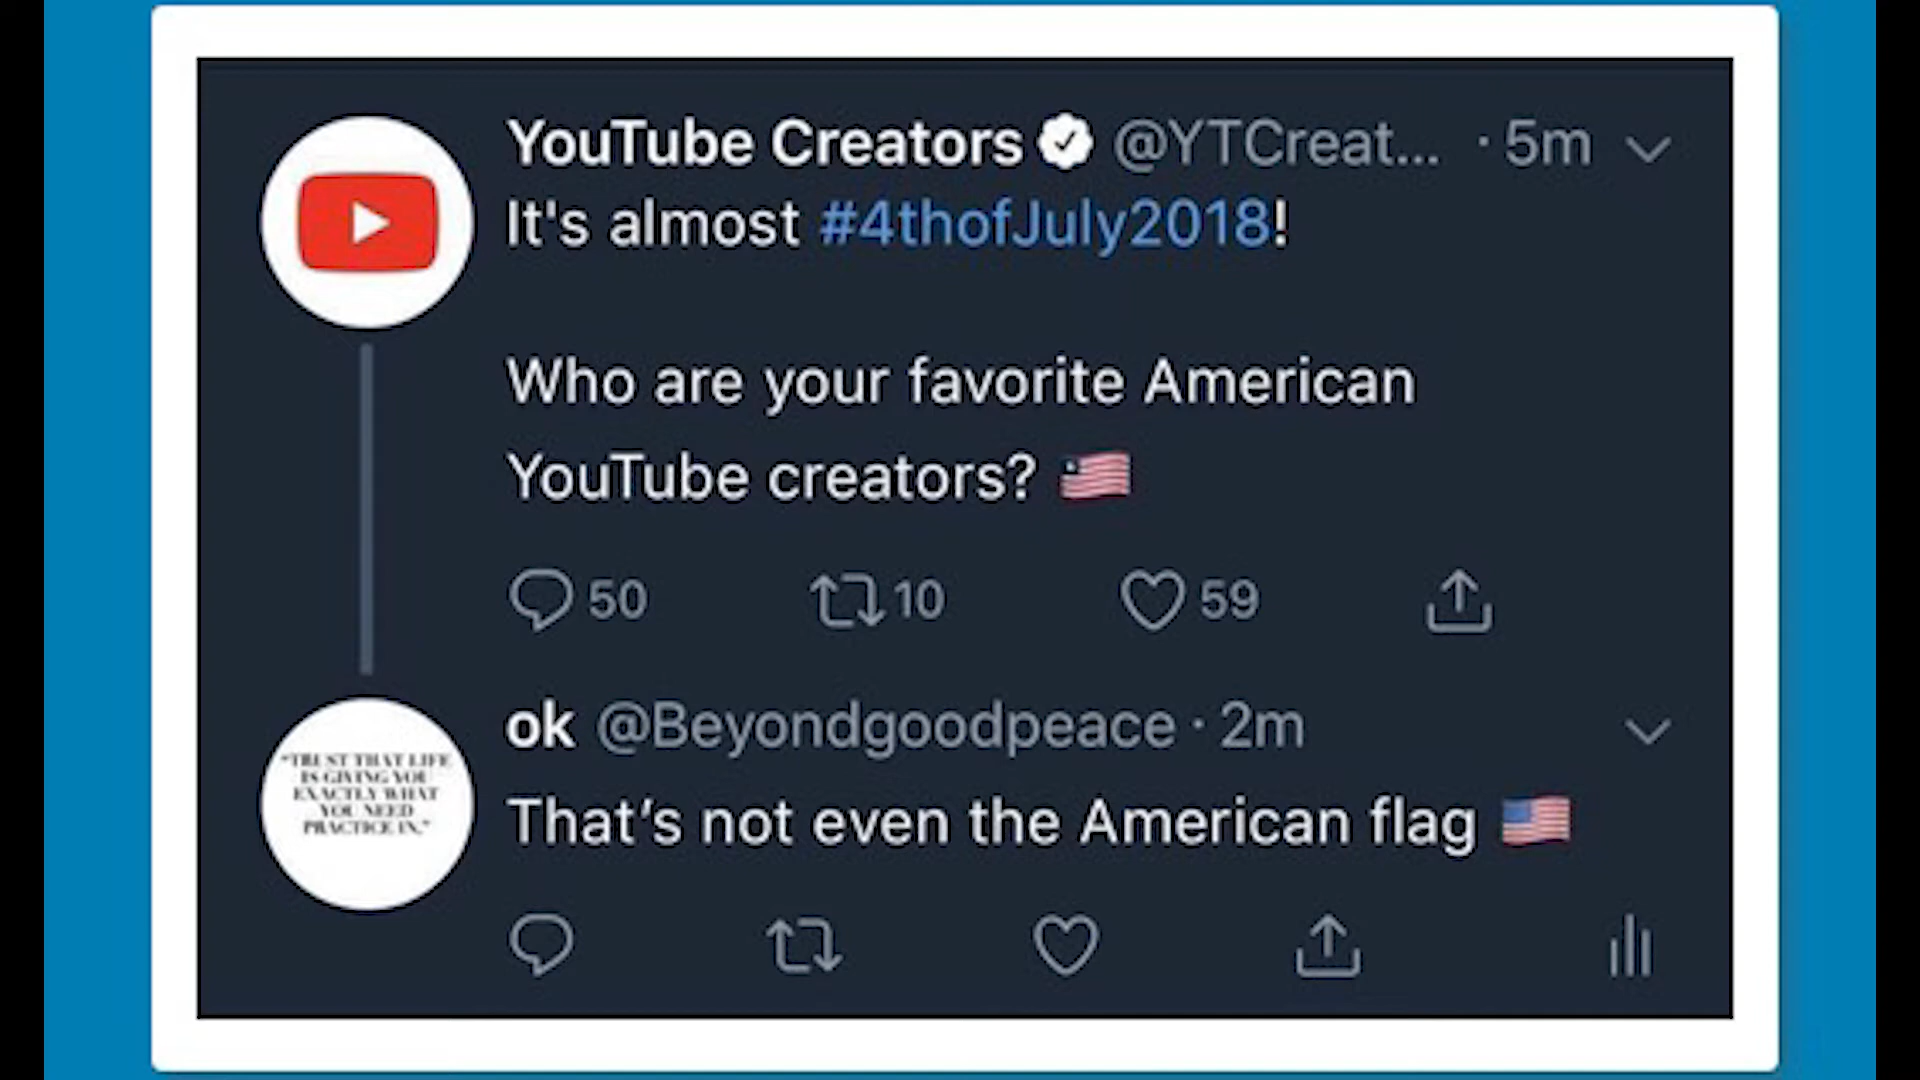 YouTube Creators @YTCreat... · 5m
It's almost #4thofJuly2018!
Who are your favorite American
YouTube creators? 🇱🇷
50 10 59
ok @Beyondgoodpeace · 2m
"TRUST THAT LIFE
IS GIVING YOU
EXACTLY WHAT
YOU NEED
PRACTICE IN."
That's not even the American flag 🇺🇸